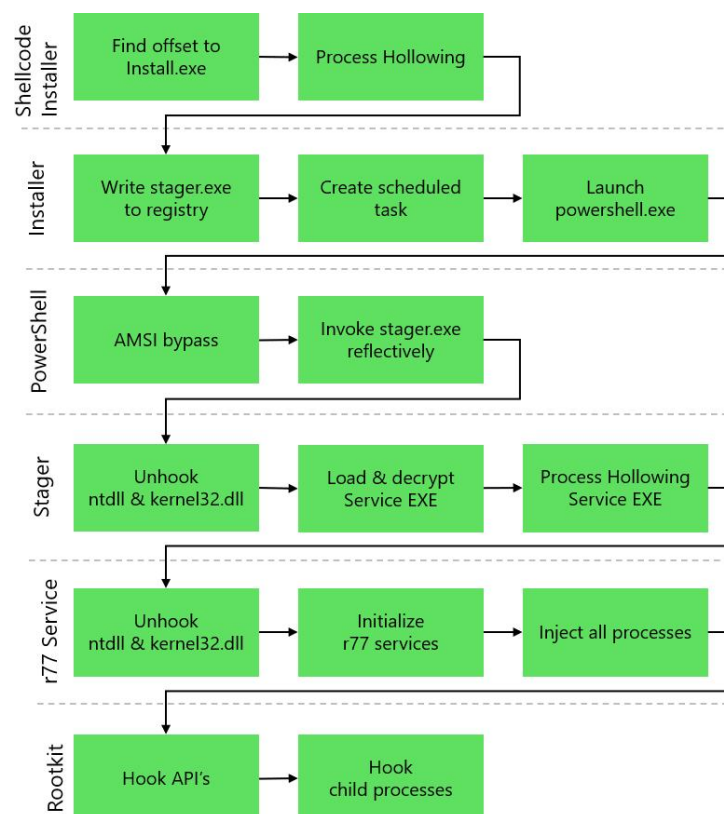 Shellcode
Installer
Find offset to
Install.exe
Process Hollowing
Installer
Write stager.exe
to registry
Create scheduled
task
Launch
powershell.exe
PowerShell
AMSI bypass
Invoke stager.exe
reflectively
Stager
Unhook
ntdll & kernel32.dll
Load & decrypt
Service EXE
Process Hollowing
Service EXE
r77 Service
Unhook
ntdll & kernel32.dll
Initialize
r77 services
Inject all processes
Rootkit
Hook API's
Hook
child processes